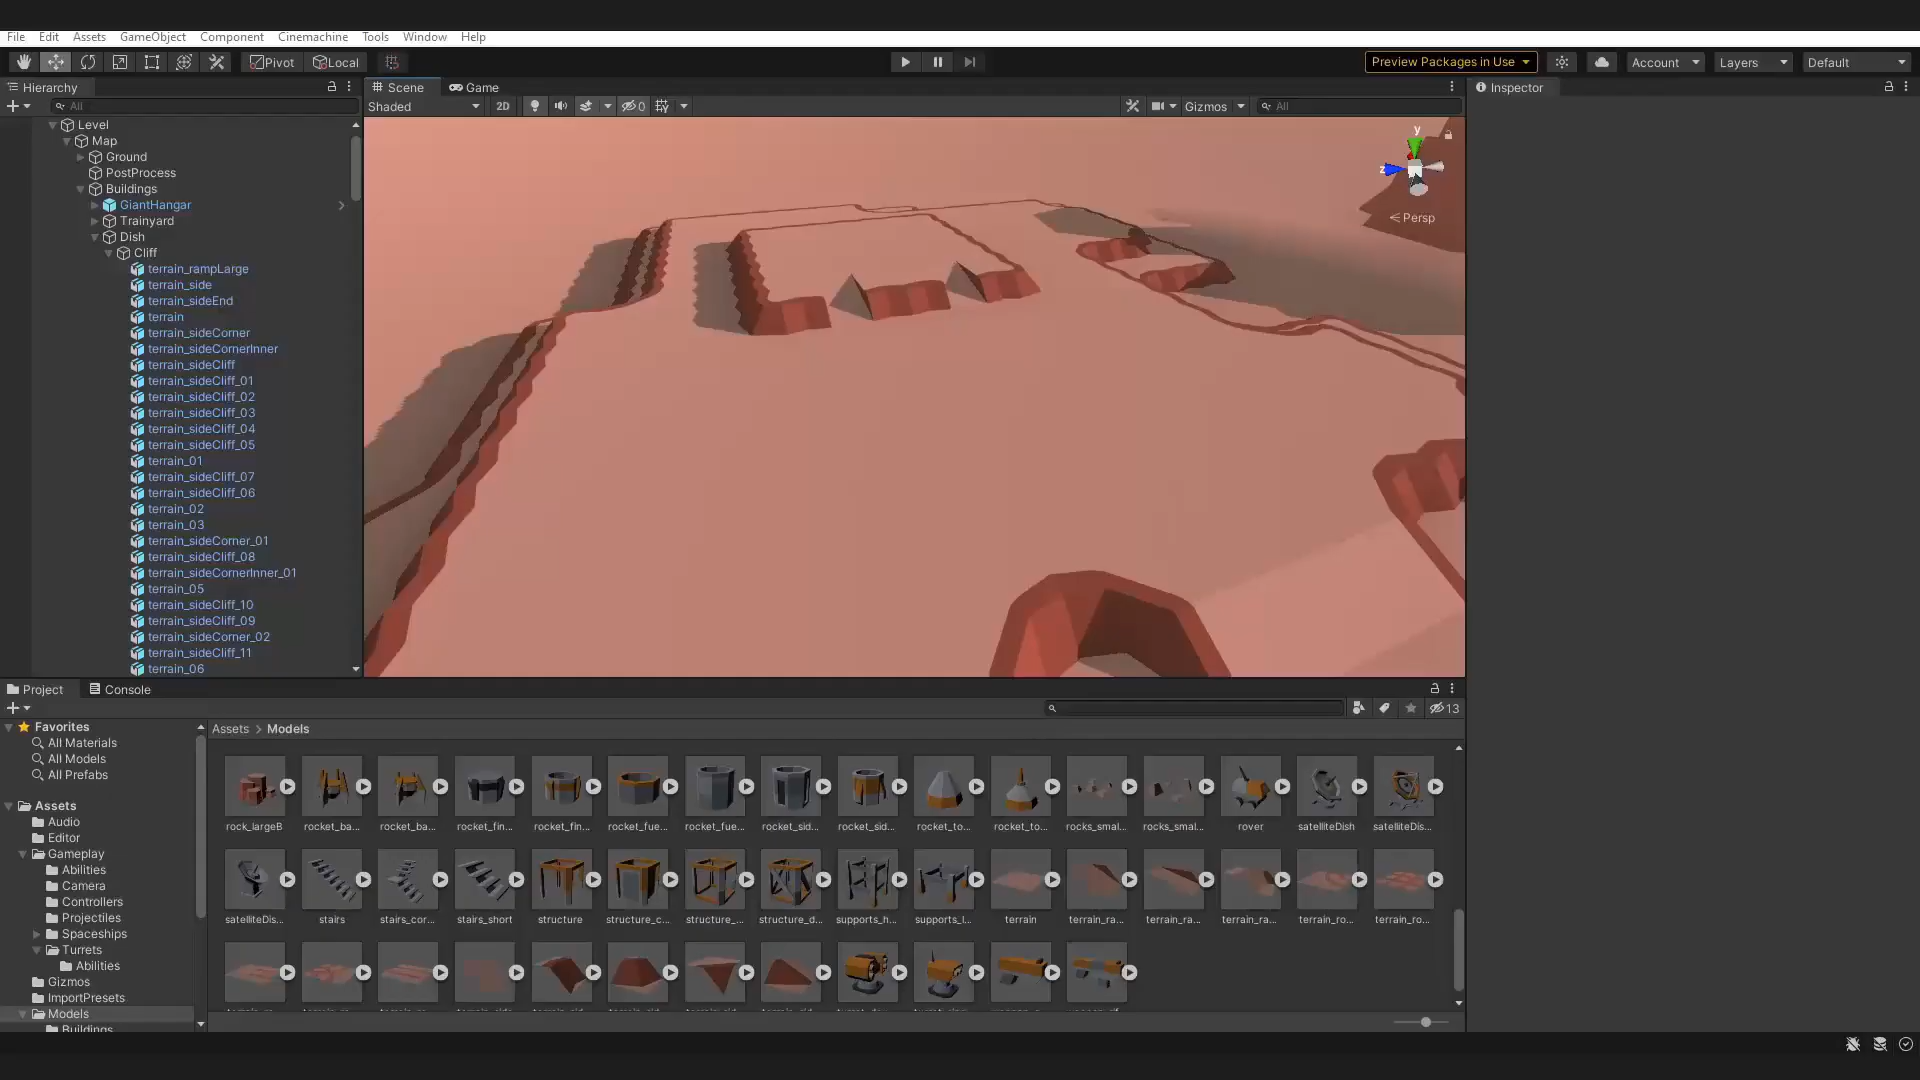 File Edit Assets GameObject Component Cinemachine Tools Window Help
Pivot Local Preview Packages in Use Account Layers Default
Hierarchy
All
Level
Map
Ground
PostProcess
Buildings
GiantHangar
Trainyard
Dish
Cliff
terrain_rampLarge
terrain_side
terrain_sideEnd
terrain
terrain_sideCorner
terrain_sideCornerInner
terrain_sideCliff
terrain_sideCliff_01
terrain_sideCliff_02
terrain_sideCliff_03
terrain_sideCliff_04
terrain_sideCliff_05
terrain_01
terrain_sideCliff_07
terrain_sideCliff_06
terrain_02
terrain_03
terrain_sideCorner_01
terrain_sideCliff_08
terrain_sideCornerInner_01
terrain_05
terrain_sideCliff_10
terrain_sideCliff_09
terrain_sideCorner_02
terrain_sideCliff_11
terrain_06
Scene Game
Shaded 2D 0 Gizmos All
y
z
Persp
Inspector
Project Console
13
Favorites
All Materials
All Models
All Prefabs
Assets
Audio
Editor
Gameplay
Abilities
Camera
Controllers
Projectiles
Spaceships
Turrets
Abilities
Gizmos
ImportPresets
Models
Buildings
Assets > Models
rock_largeB rocket_ba... rocket_ba... rocket_fin... rocket_fin... rocket_fue... rocket_fue... rocket_sid... rocket_sid... rocket_to... rocket_to... rocks_smal... rocks_smal... rover satelliteDish satelliteDis...
satelliteDis... stairs stairs_cor... stairs_short structure structure_c... structure_... structure_d... supports_h... supports_l... terrain terrain_ra... terrain_ra... terrain_ra... terrain_ro... terrain_ro...